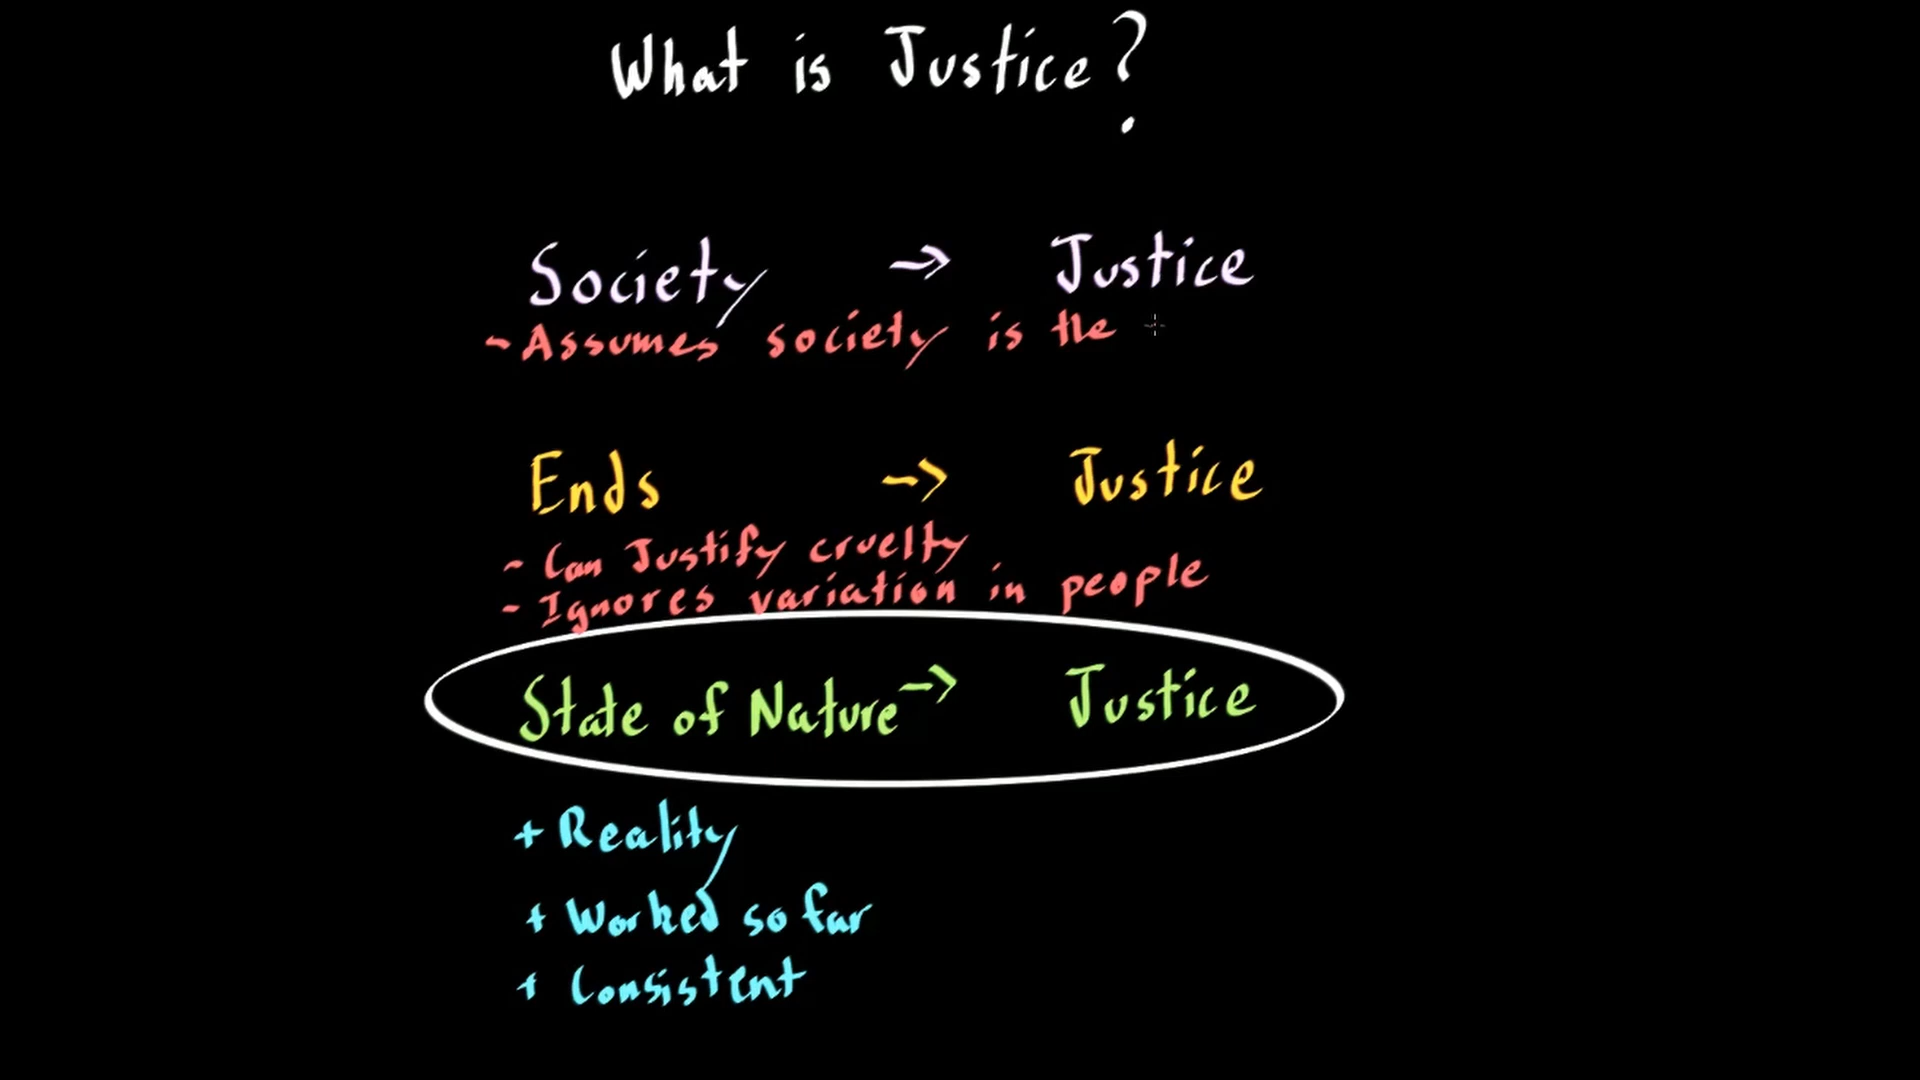 What is Justice?
Society → Justice
- Assumes society is the
Ends → Justice
- Can Justify cruelty
- Ignores variation in people
State of Nature → Justice
+ Reality
+ Worked so far
+ Consistent